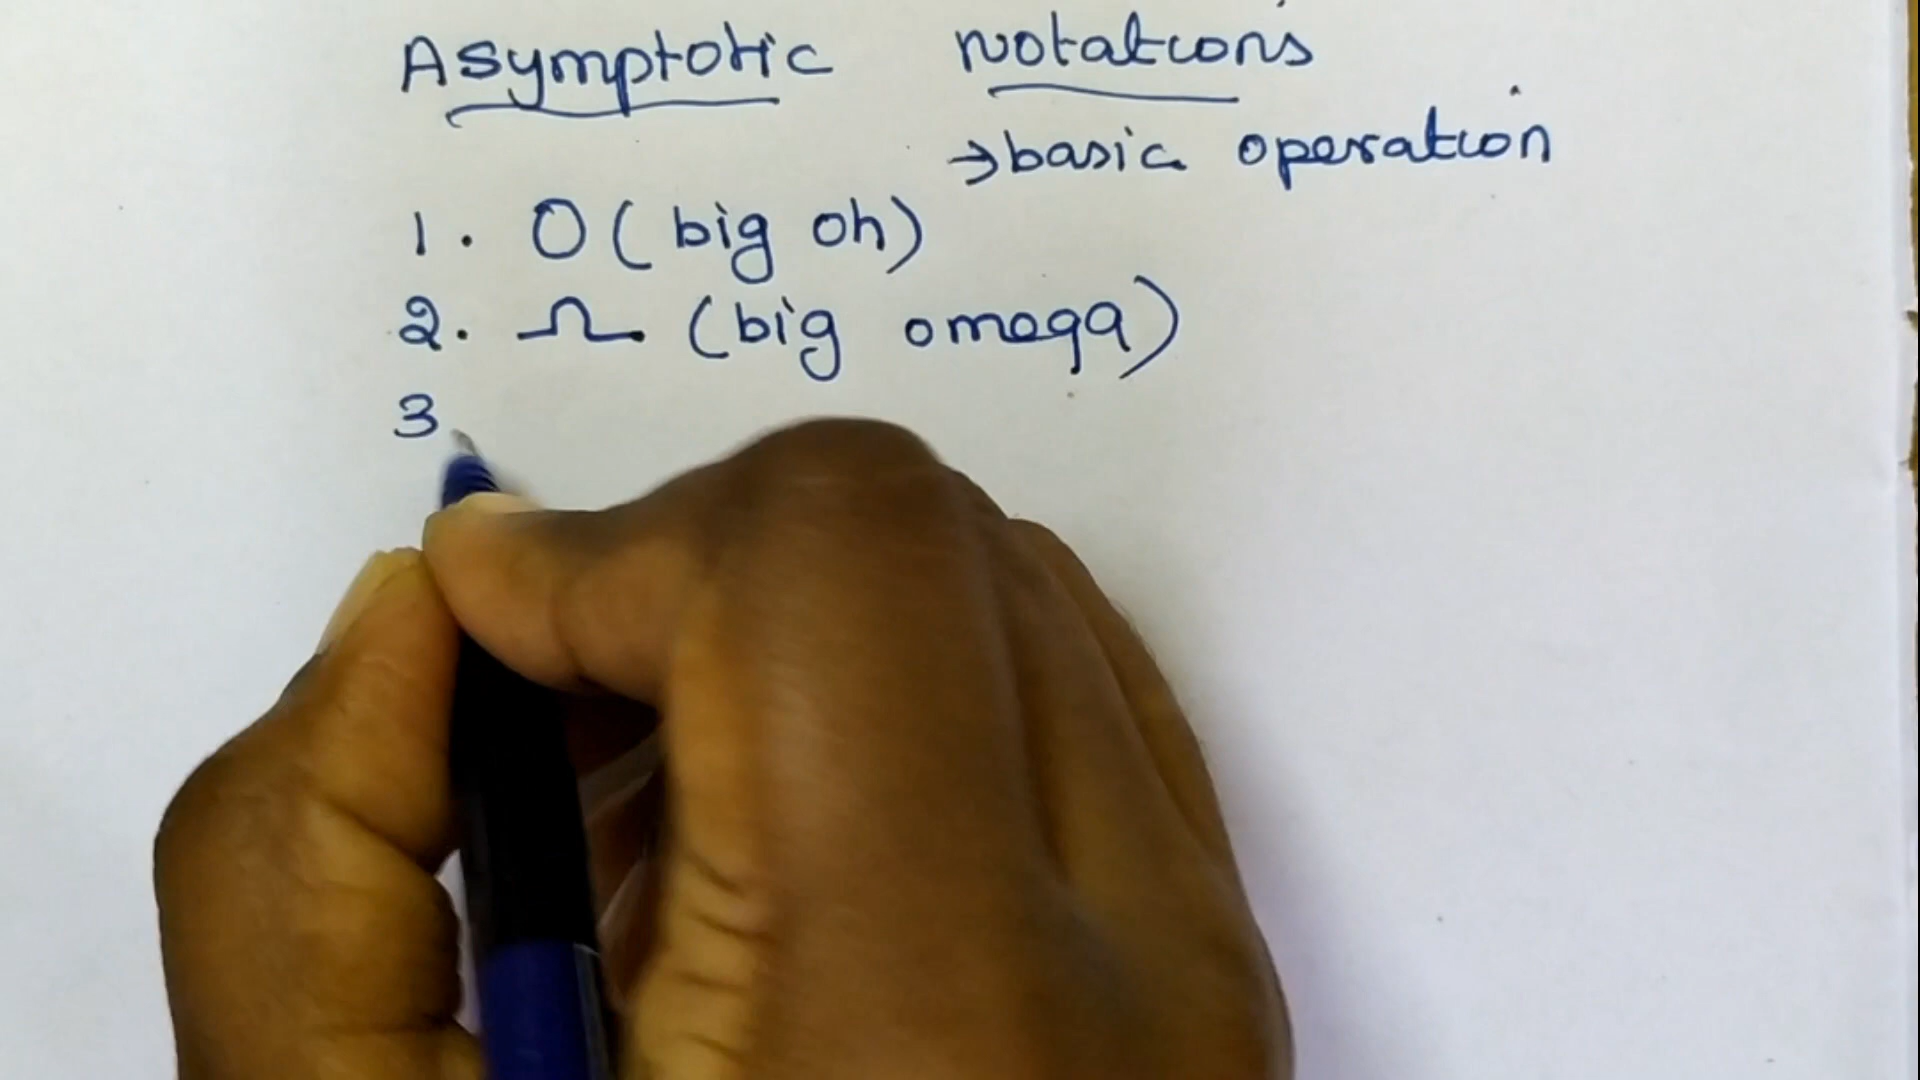 Asymptotic notations
→basic operation
1. O (big oh)
2. Ω (big omega)
3